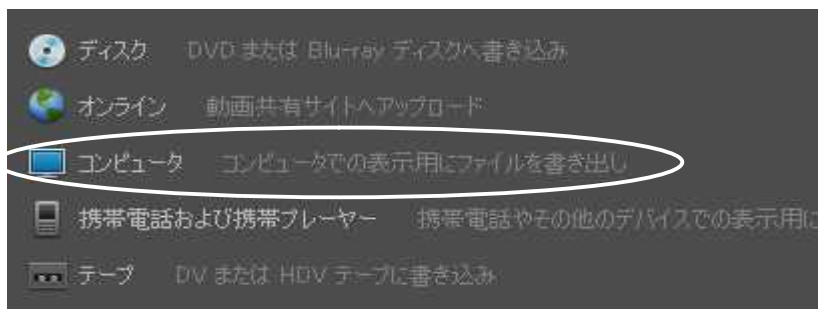 ディスク DVD または Blu-ray ディスクへ書き込み
オンライン 動画共有サイトへアップロード
コンピュータ コンピュータでの表示用にファイルを書き出し
携帯電話および携帯プレーヤー 携帯電話やその他のデバイスでの表示用に
テープ DV または HDV テープに書き込み